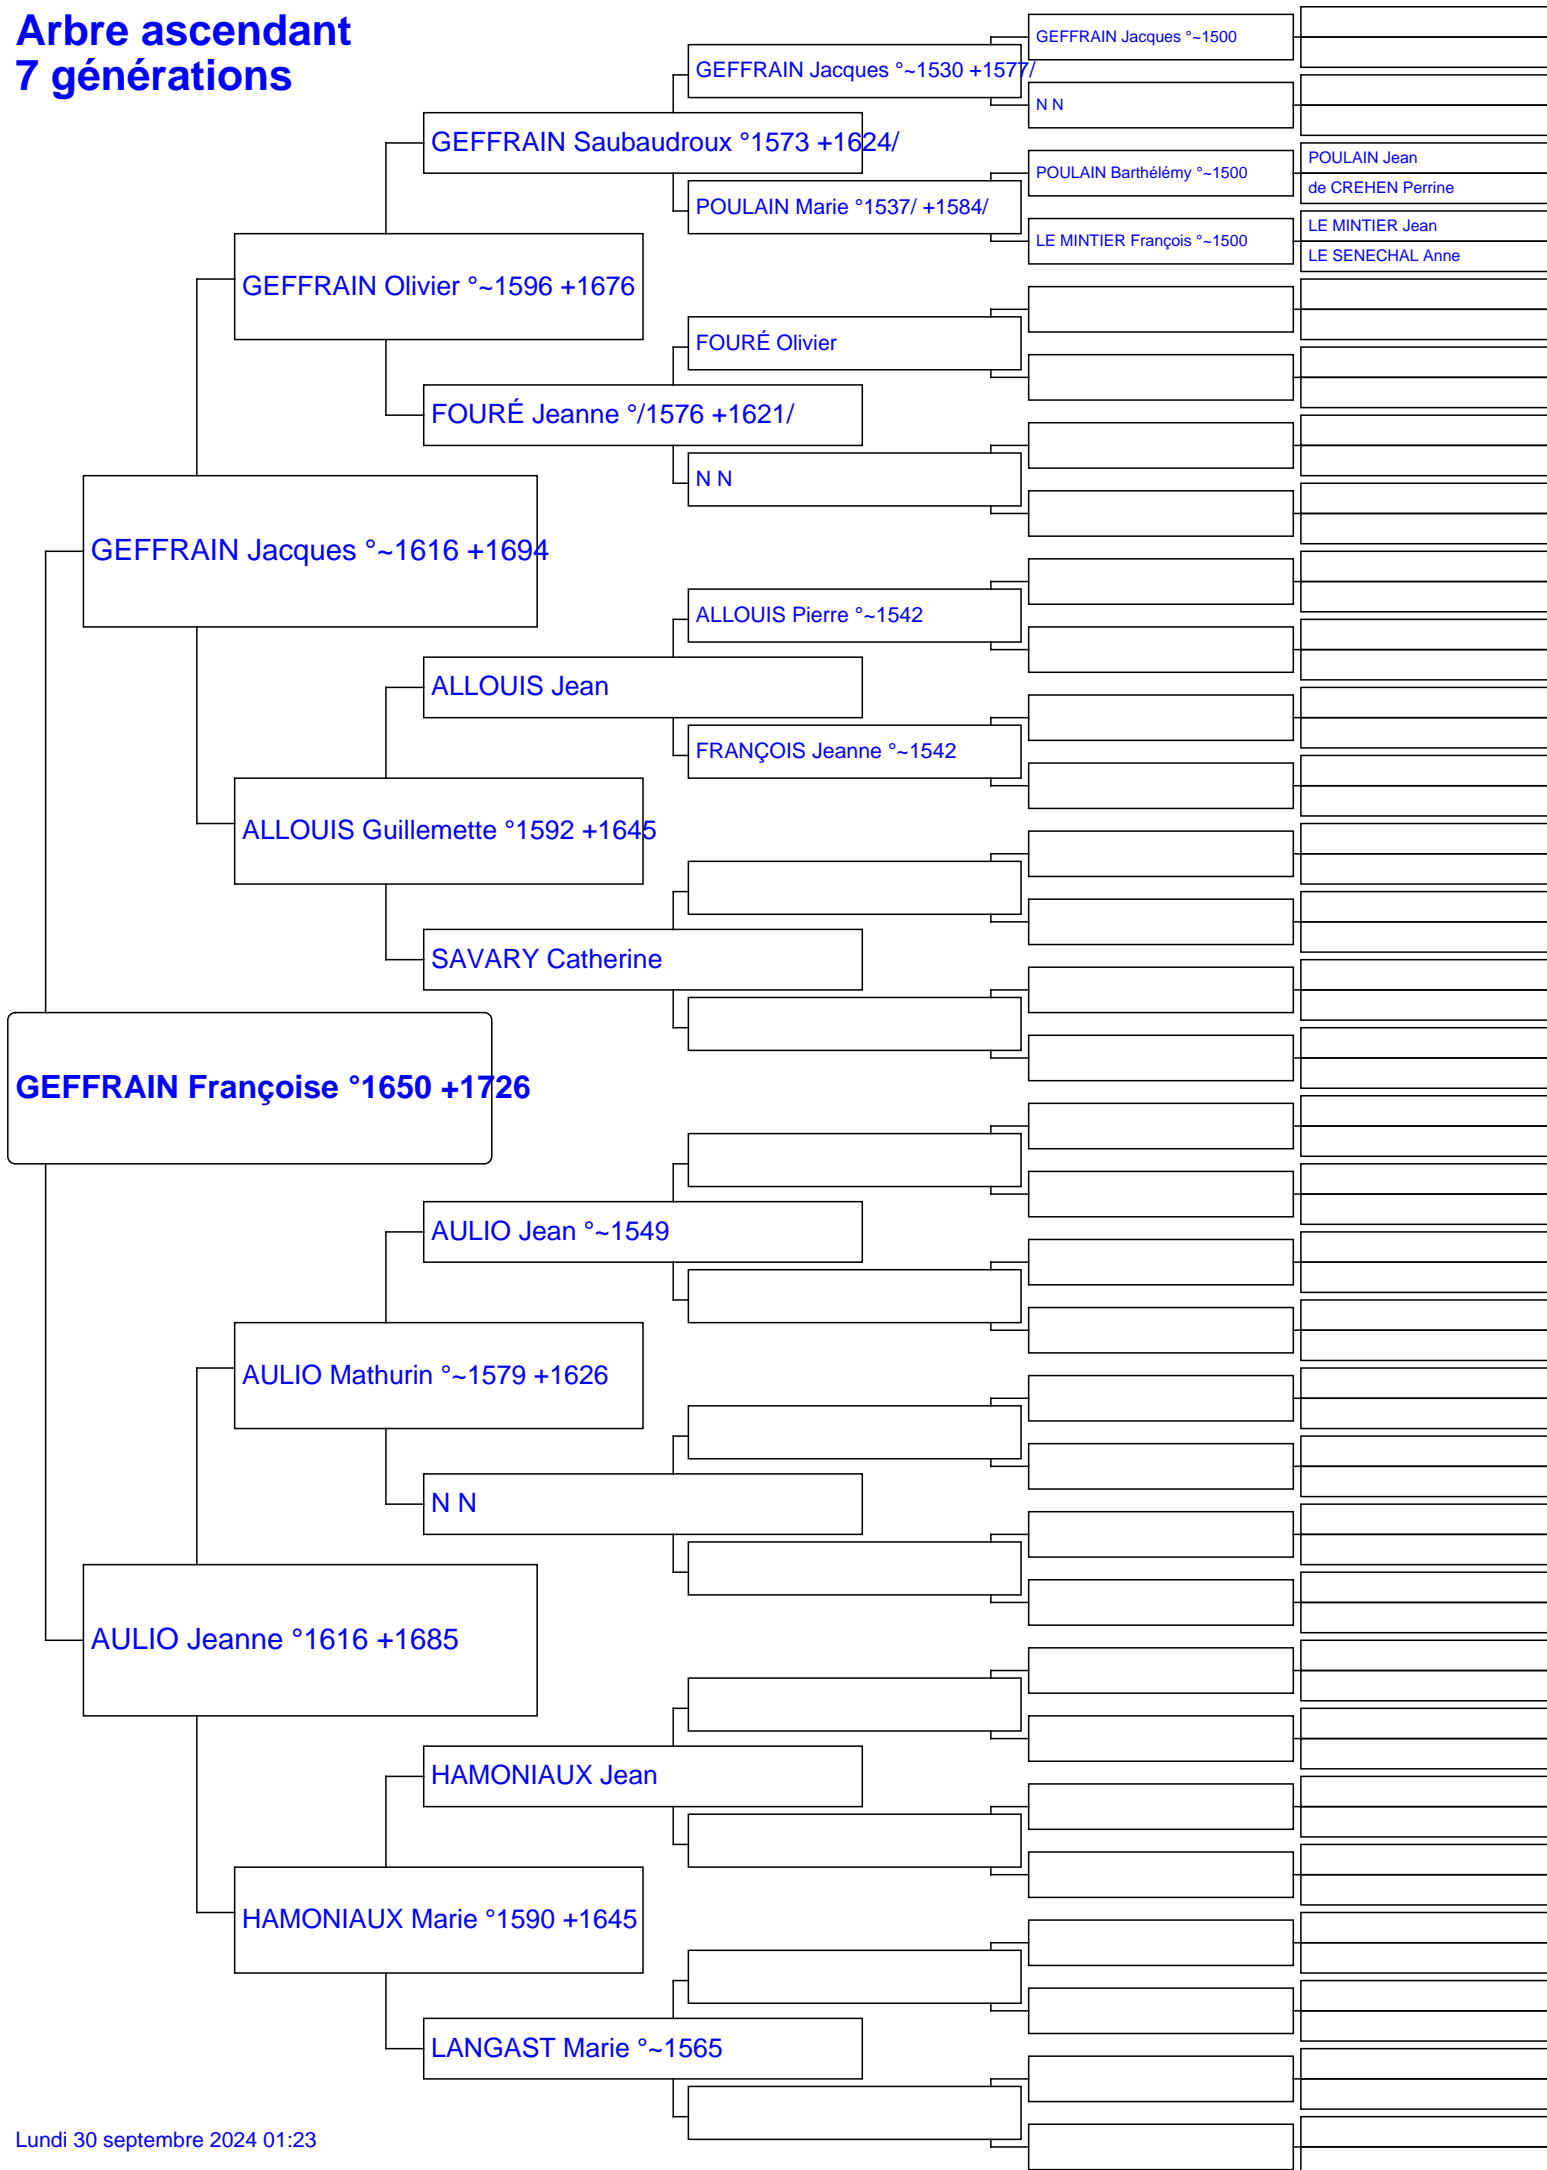 Arbre ascendant
7 générations
GEFFRAIN Jacques °~1500
GEFFRAIN Jacques °~1530 +1577/
N N
GEFFRAIN Saubaudroux °1573 +1624/
POULAIN Jean
POULAIN Barthélémy °~1500
de CREHEN Perrine
POULAIN Marie °1537/ +1584/
LE MINTIER Jean
LE MINTIER François °~1500
LE SENECHAL Anne
GEFFRAIN Olivier °~1596 +1676
FOURÉ Olivier
FOURÉ Jeanne °/1576 +1621/
N N
GEFFRAIN Jacques °~1616 +1694
ALLOUIS Pierre °~1542
ALLOUIS Jean
FRANÇOIS Jeanne °~1542
ALLOUIS Guillemette °1592 +1645
SAVARY Catherine
GEFFRAIN Françoise °1650 +1726
AULIO Jean °~1549
AULIO Mathurin °~1579 +1626
N N
AULIO Jeanne °1616 +1685
HAMONIAUX Jean
HAMONIAUX Marie °1590 +1645
LANGAST Marie °~1565
Lundi 30 septembre 2024 01:23